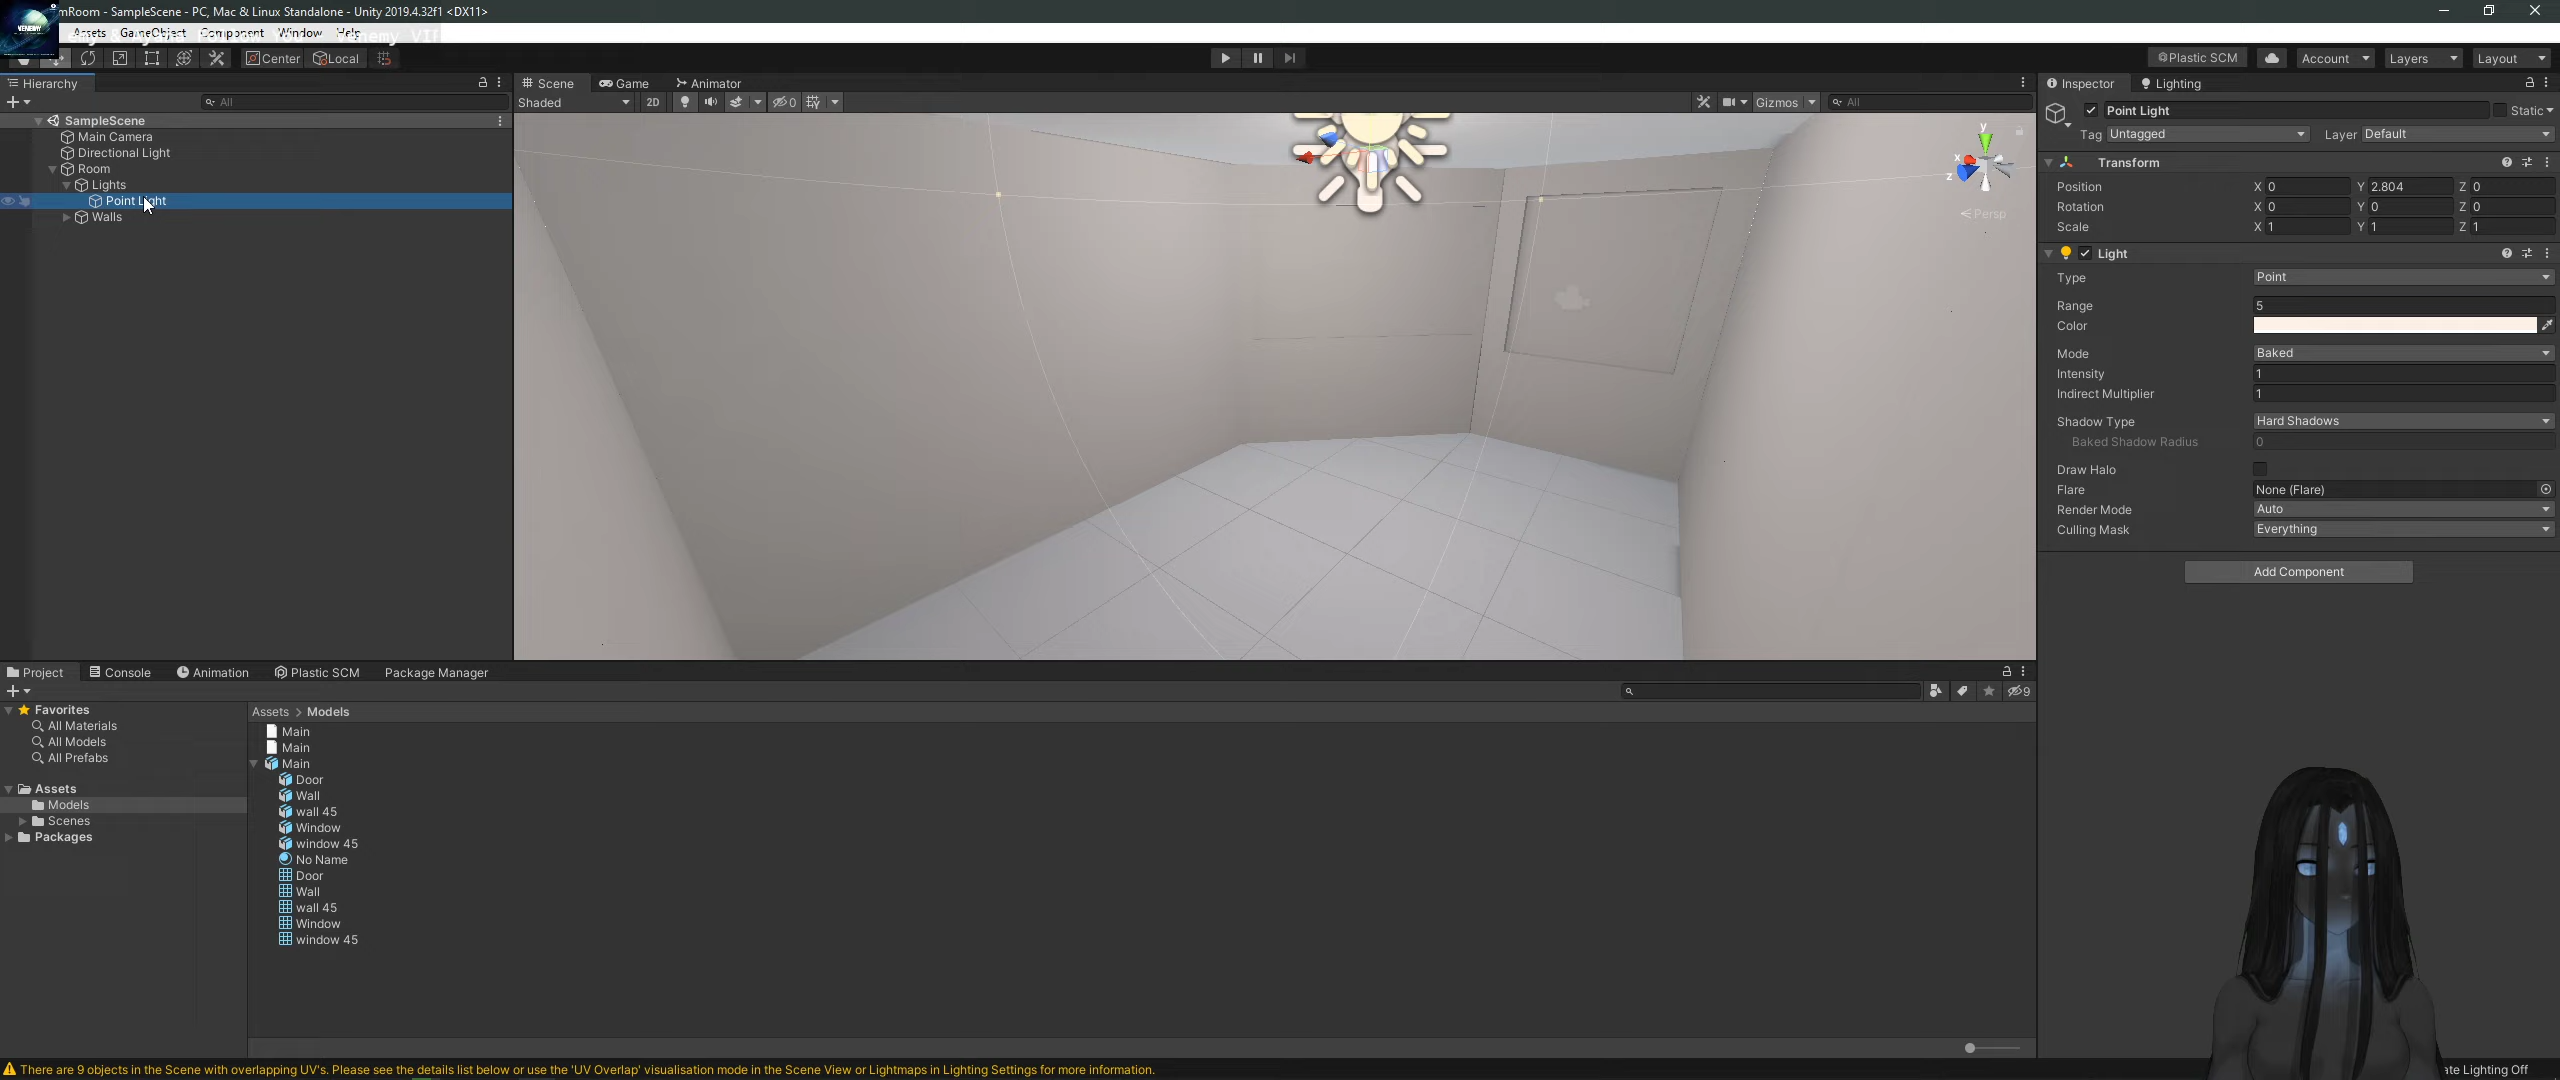 mRoom - SampleScene - PC, Mac & Linux Standalone - Unity 2019.4.32f1 <DX11>
VENEMY
Assets GameObject Component Window Help
Center Local
Plastic SCM Account Layers Layout
Hierarchy
All
SampleScene
Main Camera
Directional Light
Room
Lights
Point Light
Walls
Scene Game Animator
Shaded 2D 0 Gizmos All
y
x
z
Persp
Inspector Lighting
Point Light Static
Tag Untagged Layer Default
Transform
Position X 0 Y 2.804 Z 0
Rotation X 0 Y 0 Z 0
Scale X 1 Y 1 Z 1
Light
Type Point
Range 5
Color
Mode Baked
Intensity 1
Indirect Multiplier 1
Shadow Type Hard Shadows
Baked Shadow Radius 0
Draw Halo
Flare None (Flare)
Render Mode Auto
Culling Mask Everything
Add Component
Project Console Animation Plastic SCM Package Manager
9
Favorites
All Materials
All Models
All Prefabs
Assets
Models
Scenes
Packages
Assets > Models
Main
Main
Main
Door
Wall
wall 45
Window
window 45
No Name
Door
Wall
wall 45
Window
window 45
There are 9 objects in the Scene with overlapping UV's. Please see the details list below or use the 'UV Overlap' visualisation mode in the Scene View or Lightmaps in Lighting Settings for more information.
ate Lighting Off